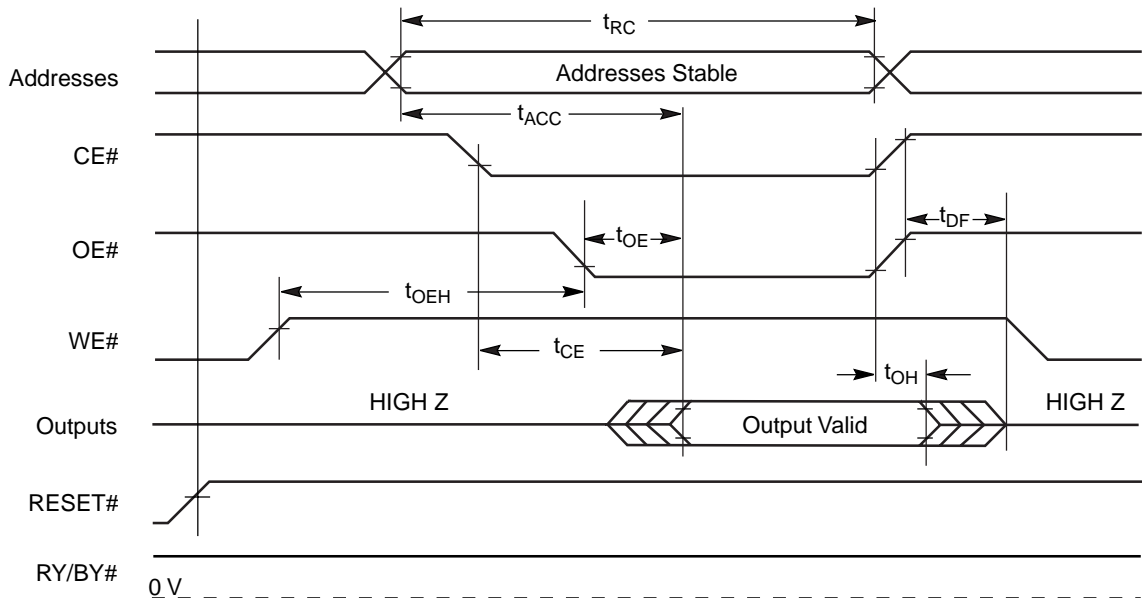 tRC
Addresses
Addresses Stable
tACC
CE#
tDF
OE#
tOE
tOEH
WE#
tCE
tOH
HIGH Z
HIGH Z
Outputs
Output Valid
RESET#
RY/BY#
0 V